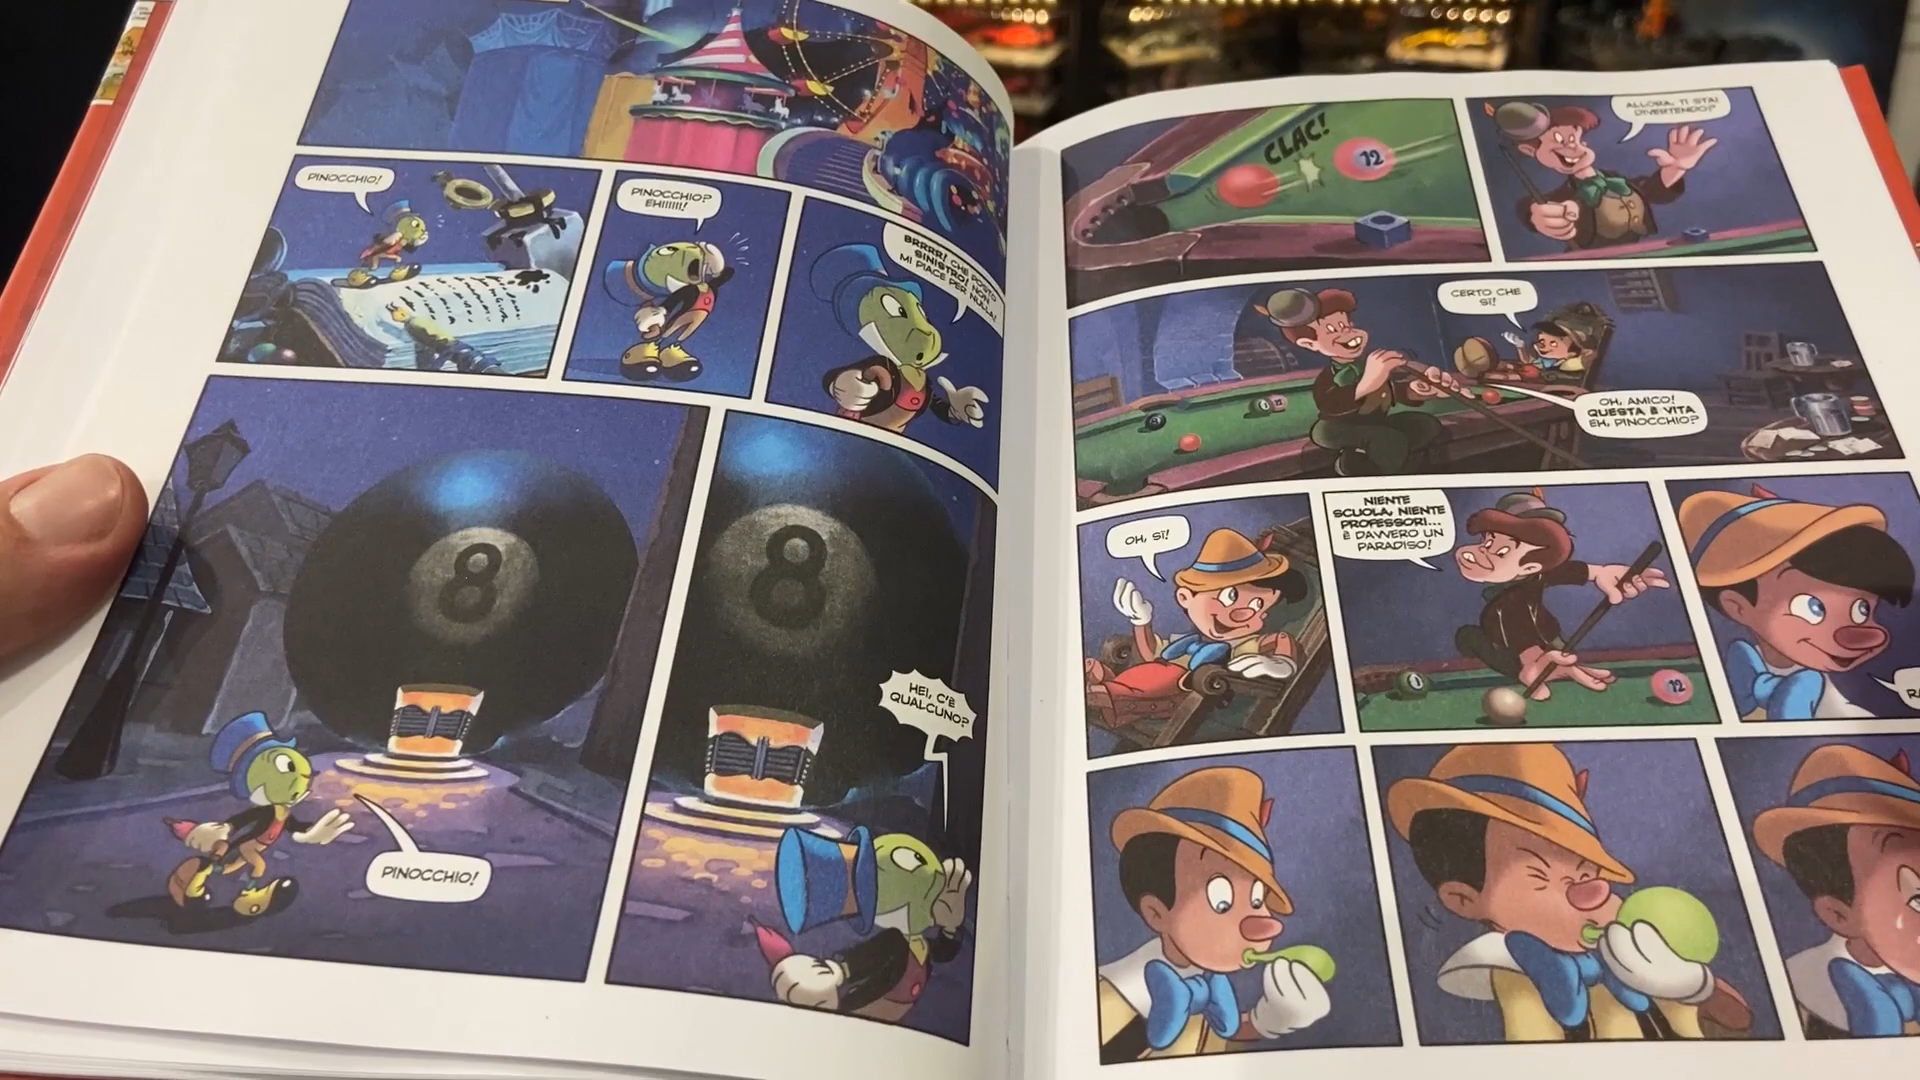 PINOCCHIO!
PINOCCHIO?
EHIIIIII!
BRRRR! CHE POSTO
SINISTRO! NON
MI PIACE PER NULLA!
8
PINOCCHIO!
8
HEI, C'È
QUALCUNO?
CLAC!
12
ALLORA, TI STAI
DIVERTENDO?
CERTO CHE
SÌ!
OH, AMICO!
QUESTA È VITA
EH, PINOCCHIO?
OH, SÌ!
NIENTE
SCUOLA, NIENTE
PROFESSORI...
È DAVVERO UN
PARADISO!
1
12